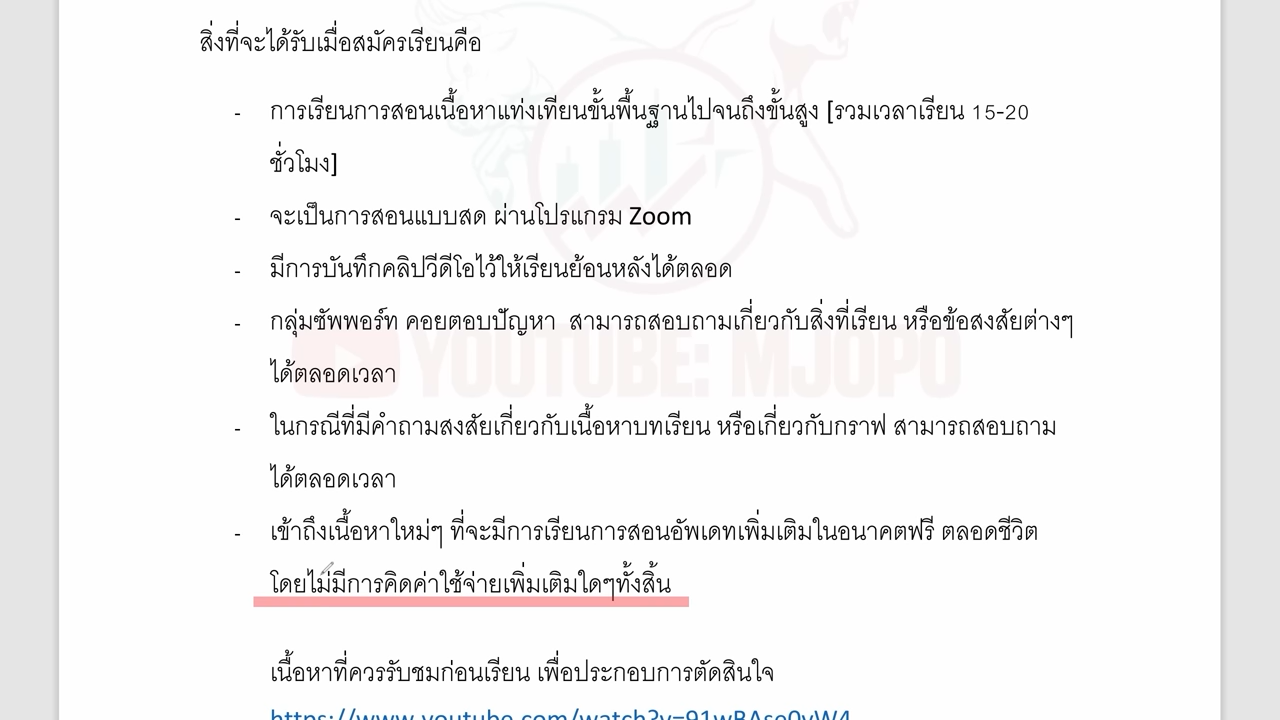 สิ่งที่จะได้รับเมื่อสมัครเรียนคือ
- การเรียนการสอนเนื้อหาแท่งเทียนขั้นพื้นฐานไปจนถึงขั้นสูง [รวมเวลาเรียน 15-20
ชั่วโมง]
- จะเป็นการสอนแบบสด ผ่านโปรแกรม Zoom
- มีการบันทึกคลิปวีดีโอไว้ให้เรียนย้อนหลังได้ตลอด
- กลุ่มซัพพอร์ท คอยตอบปัญหา สามารถสอบถามเกี่ยวกับสิ่งที่เรียน หรือข้อสงสัยต่างๆ
YOUTUBE: MJOPO
ได้ตลอดเวลา
- ในกรณีที่มีคำถามสงสัยเกี่ยวกับเนื้อหาบทเรียน หรือเกี่ยวกับกราฟ สามารถสอบถาม
ได้ตลอดเวลา
- เข้าถึงเนื้อหาใหม่ๆ ที่จะมีการเรียนการสอนอัพเดทเพิ่มเติมในอนาคตฟรี ตลอดชีวิต
โดยไม่มีการคิดค่าใช้จ่ายเพิ่มเติมใดๆทั้งสิ้น
เนื้อหาที่ควรรับชมก่อนเรียน เพื่อประกอบการตัดสินใจ